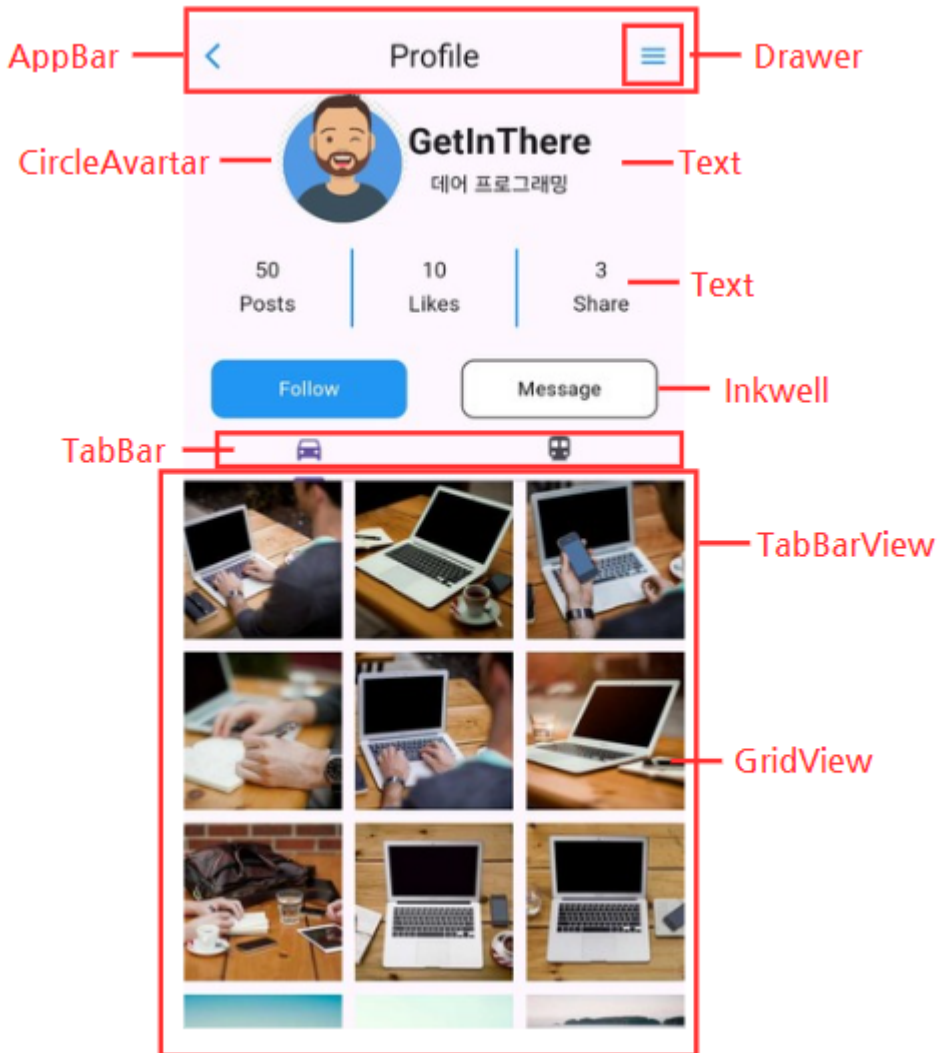 AppBar
Profile
Drawer
CircleAvartar
GetInThere
데어 프로그래밍
Text
50
10
3
Posts
Likes
Share
Text
Follow
Message
Inkwell
TabBar
TabBarView
GridView